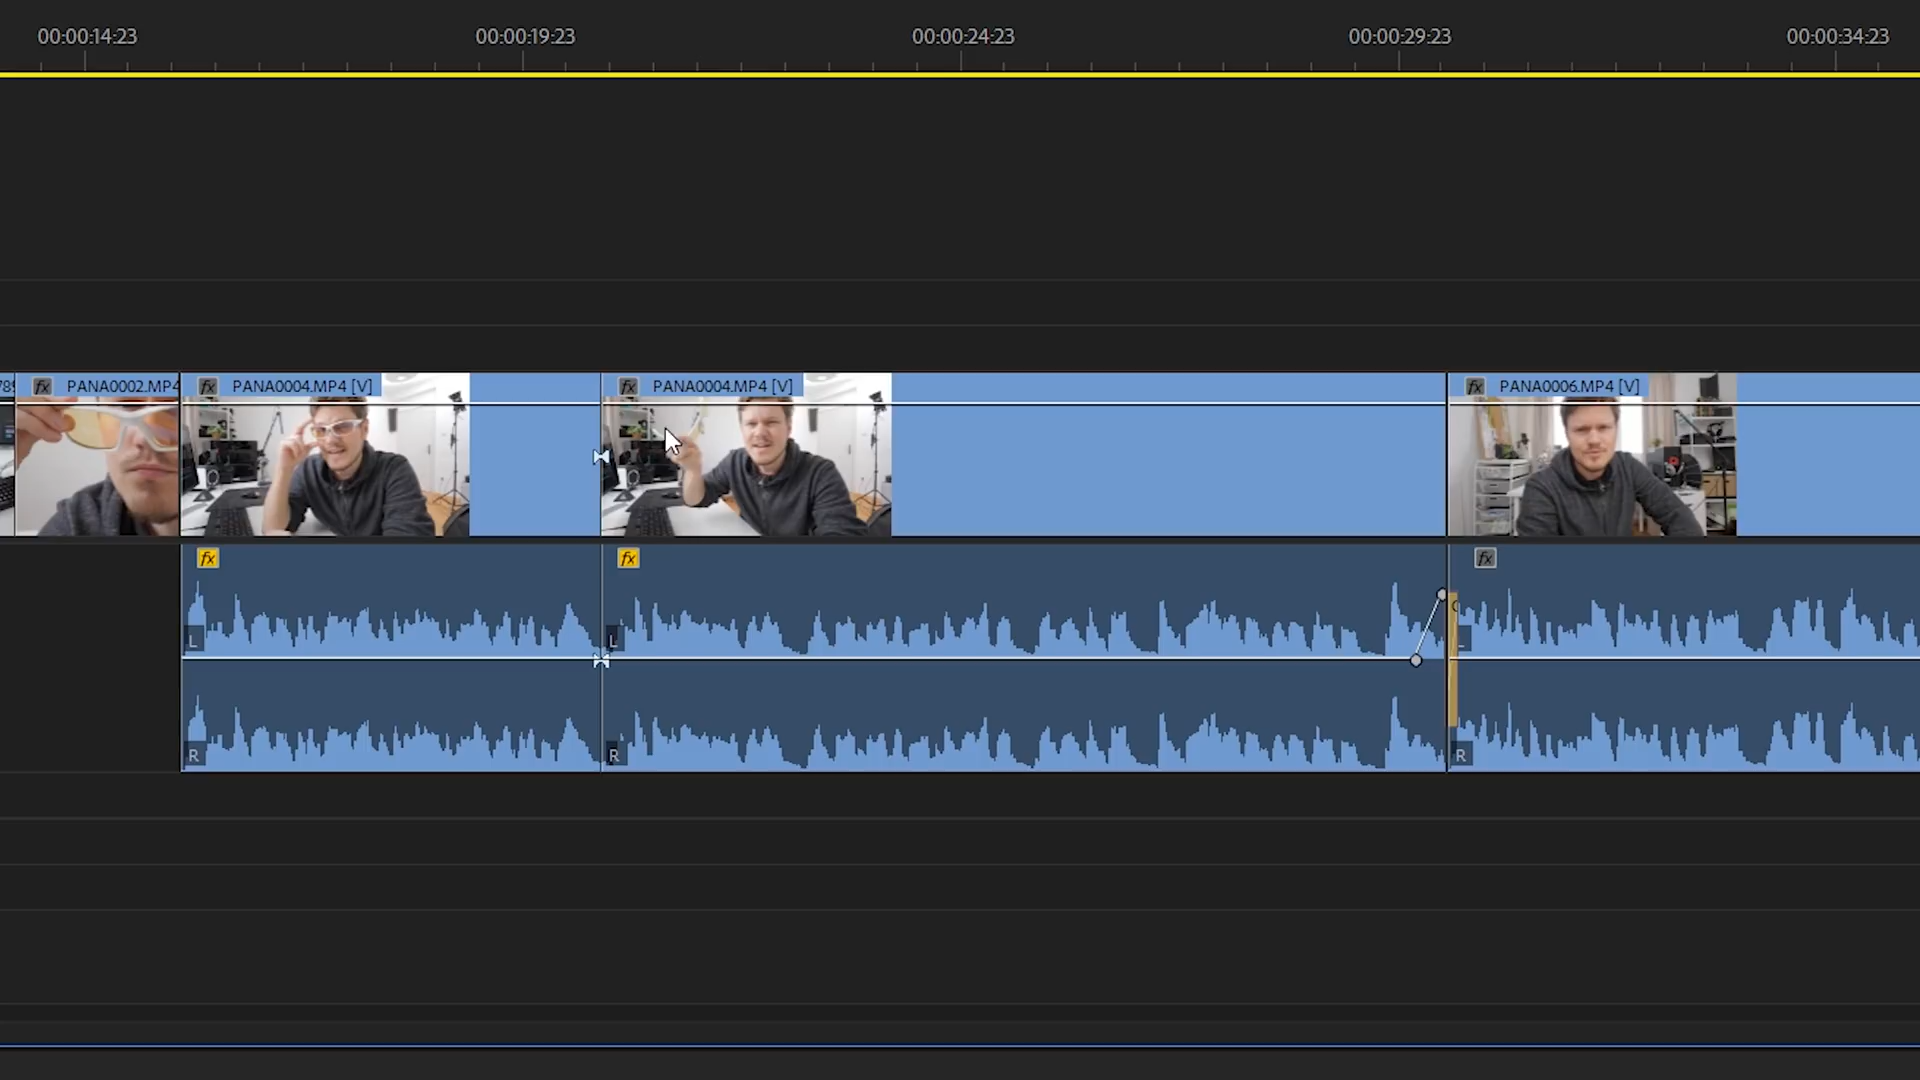 00:00:14:23 00:00:19:23 00:00:24:23 00:00:29:23 00:00:34:23
fx PANA0002.MP4 fx PANA0004.MP4 [V] fx PANA0004.MP4 [V] fx PANA0006.MP4 [V]
fx fx fx
L L L
R R R